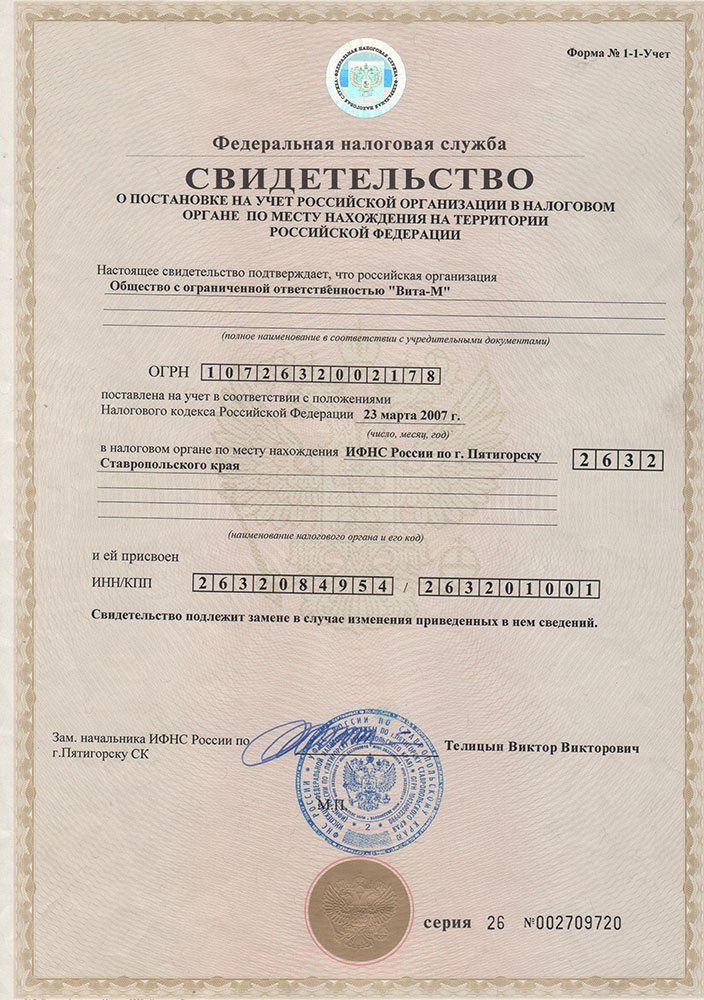 ФЕДЕРАЛЬНАЯ НАЛОГОВАЯ СЛУЖБА
Форма № 1-1-Учет
Федеральная налоговая служба
СВИДЕТЕЛЬСТВО
О ПОСТАНОВКЕ НА УЧЕТ РОССИЙСКОЙ ОРГАНИЗАЦИИ В НАЛОГОВОМ
ОРГАНЕ ПО МЕСТУ НАХОЖДЕНИЯ НА ТЕРРИТОРИИ
РОССИЙСКОЙ ФЕДЕРАЦИИ
Настоящее свидетельство подтверждает, что российская организация
Общество с ограниченной ответственностью "Вита-М"
(полное наименование в соответствии с учредительными документами)
ОГРН 1072632002178
поставлена на учет в соответствии с положениями
Налогового кодекса Российской Федерации 23 марта 2007 г.
(число, месяц, год)
в налоговом органе по месту нахождения ИФНС России по г. Пятигорску 2632
Ставропольского края
(наименование налогового органа и его код)
и ей присвоен
ИНН/КПП 2632084954 / 263201001
Свидетельство подлежит замене в случае изменения приведенных в нем сведений.
Зам. начальника ИФНС России по
г.Пятигорску СК
Телицын Виктор Викторович
М.П.
серия 26 №002709720